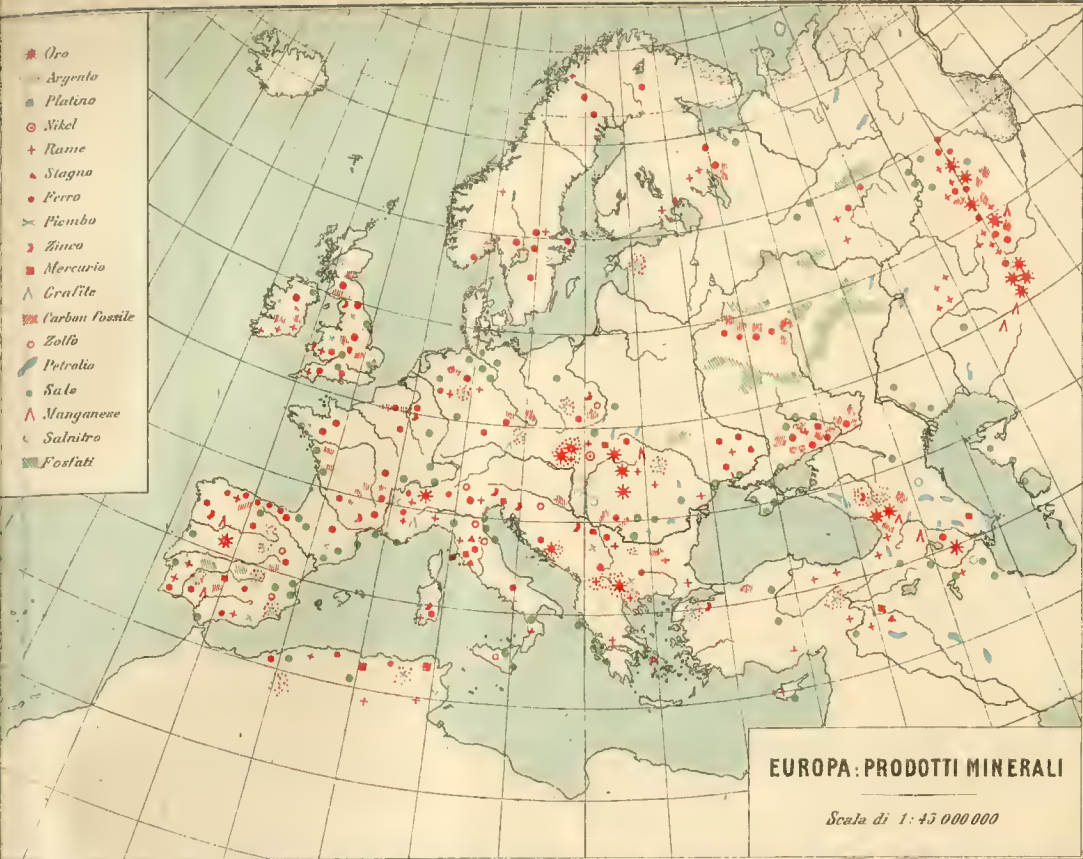 Oro
Argento
Platino
Nikel
Rame
Stagno
Ferro
Piombo
Zinco
Mercurio
Grafite
Carbon fossile
Zolfo
Petrolio
Sale
Manganese
Salnitro
Fosfati
EUROPA: PRODOTTI MINERALI
Scala di 1:45 000 000